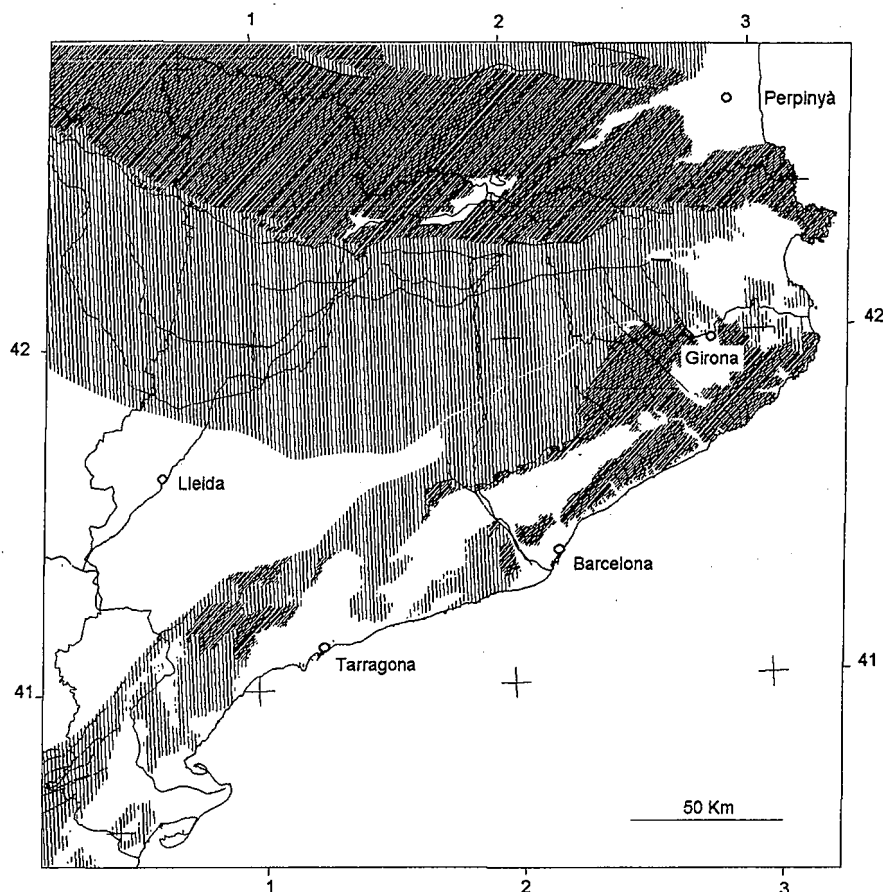 1 2 3
Perpinyà
42
Girona
42
Lleida
Barcelona
Tarragona
41
41
50 Km
1 2 3